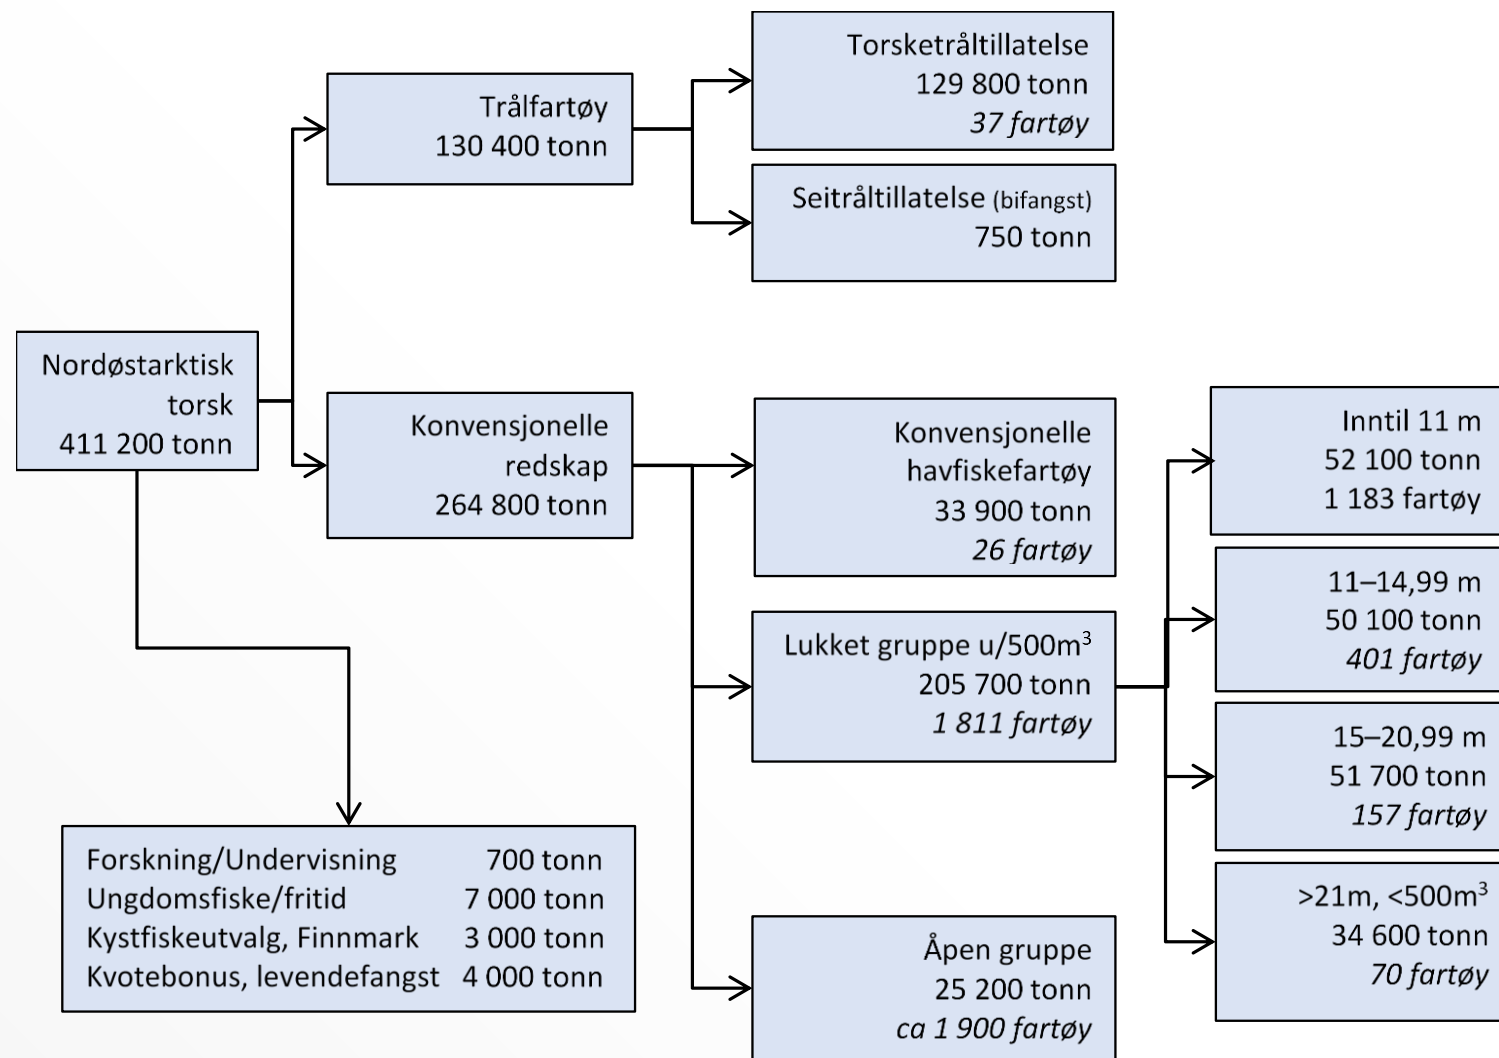 Torsketråltillatelse
129 800 tonn
37 fartøy
Trålfartøy
130 400 tonn
Seitråltillatelse (bifangst)
750 tonn
Nordøstarktisk
torsk
411 200 tonn
Konvensjonelle
redskap
264 800 tonn
Konvensjonelle
havfiskefartøy
33 900 tonn
26 fartøy
Inntil 11 m
52 100 tonn
1 183 fartøy
11–14,99 m
50 100 tonn
401 fartøy
Lukket gruppe u/500m³
205 700 tonn
1 811 fartøy
15–20,99 m
51 700 tonn
157 fartøy
>21m, <500m³
34 600 tonn
70 fartøy
Forskning/Undervisning 700 tonn
Ungdomsfiske/fritid 7 000 tonn
Kystfiskeutvalg, Finnmark 3 000 tonn
Kvotebonus, levendefangst 4 000 tonn
Åpen gruppe
25 200 tonn
ca 1 900 fartøy